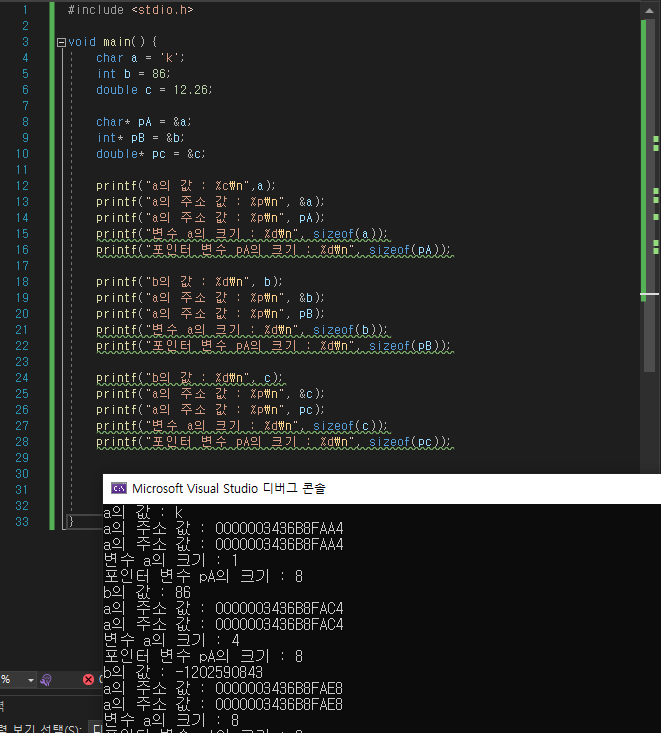 1 #include <stdio.h>
2
3 void main() {
4 char a = 'k';
5 int b = 86;
6 double c = 12.26;
7
8 char* pA = &a;
9 int* pB = &b;
10 double* pc = &c;
11
12 printf("a의 값 : %c₩n",a);
13 printf("a의 주소 값 : %p₩n", &a);
14 printf("a의 주소 값 : %p₩n", pA);
15 printf("변수 a의 크기 : %d₩n", sizeof(a));
16 printf("포인터 변수 pA의 크기 : %d₩n", sizeof(pA));
17
18 printf("b의 값 : %d₩n", b);
19 printf("a의 주소 값 : %p₩n", &b);
20 printf("a의 주소 값 : %p₩n", pB);
21 printf("변수 a의 크기 : %d₩n", sizeof(b));
22 printf("포인터 변수 pA의 크기 : %d₩n", sizeof(pB));
23
24 printf("b의 값 : %d₩n", c);
25 printf("a의 주소 값 : %p₩n", &c);
26 printf("a의 주소 값 : %p₩n", pc);
27 printf("변수 a의 크기 : %d₩n", sizeof(c));
28 printf("포인터 변수 pA의 크기 : %d₩n", sizeof(pc));
29
30
31
32
33 }
C:\ Microsoft Visual Studio 디버그 콘솔
a의 값 : k
a의 주소 값 : 0000003436B8FAA4
a의 주소 값 : 0000003436B8FAA4
변수 a의 크기 : 1
포인터 변수 pA의 크기 : 8
b의 값 : 86
a의 주소 값 : 0000003436B8FAC4
a의 주소 값 : 0000003436B8FAC4
변수 a의 크기 : 4
포인터 변수 pA의 크기 : 8
b의 값 : -1202590843
a의 주소 값 : 0000003436B8FAE8
a의 주소 값 : 0000003436B8FAE8
변수 a의 크기 : 8
%
력
보기 선택(S):